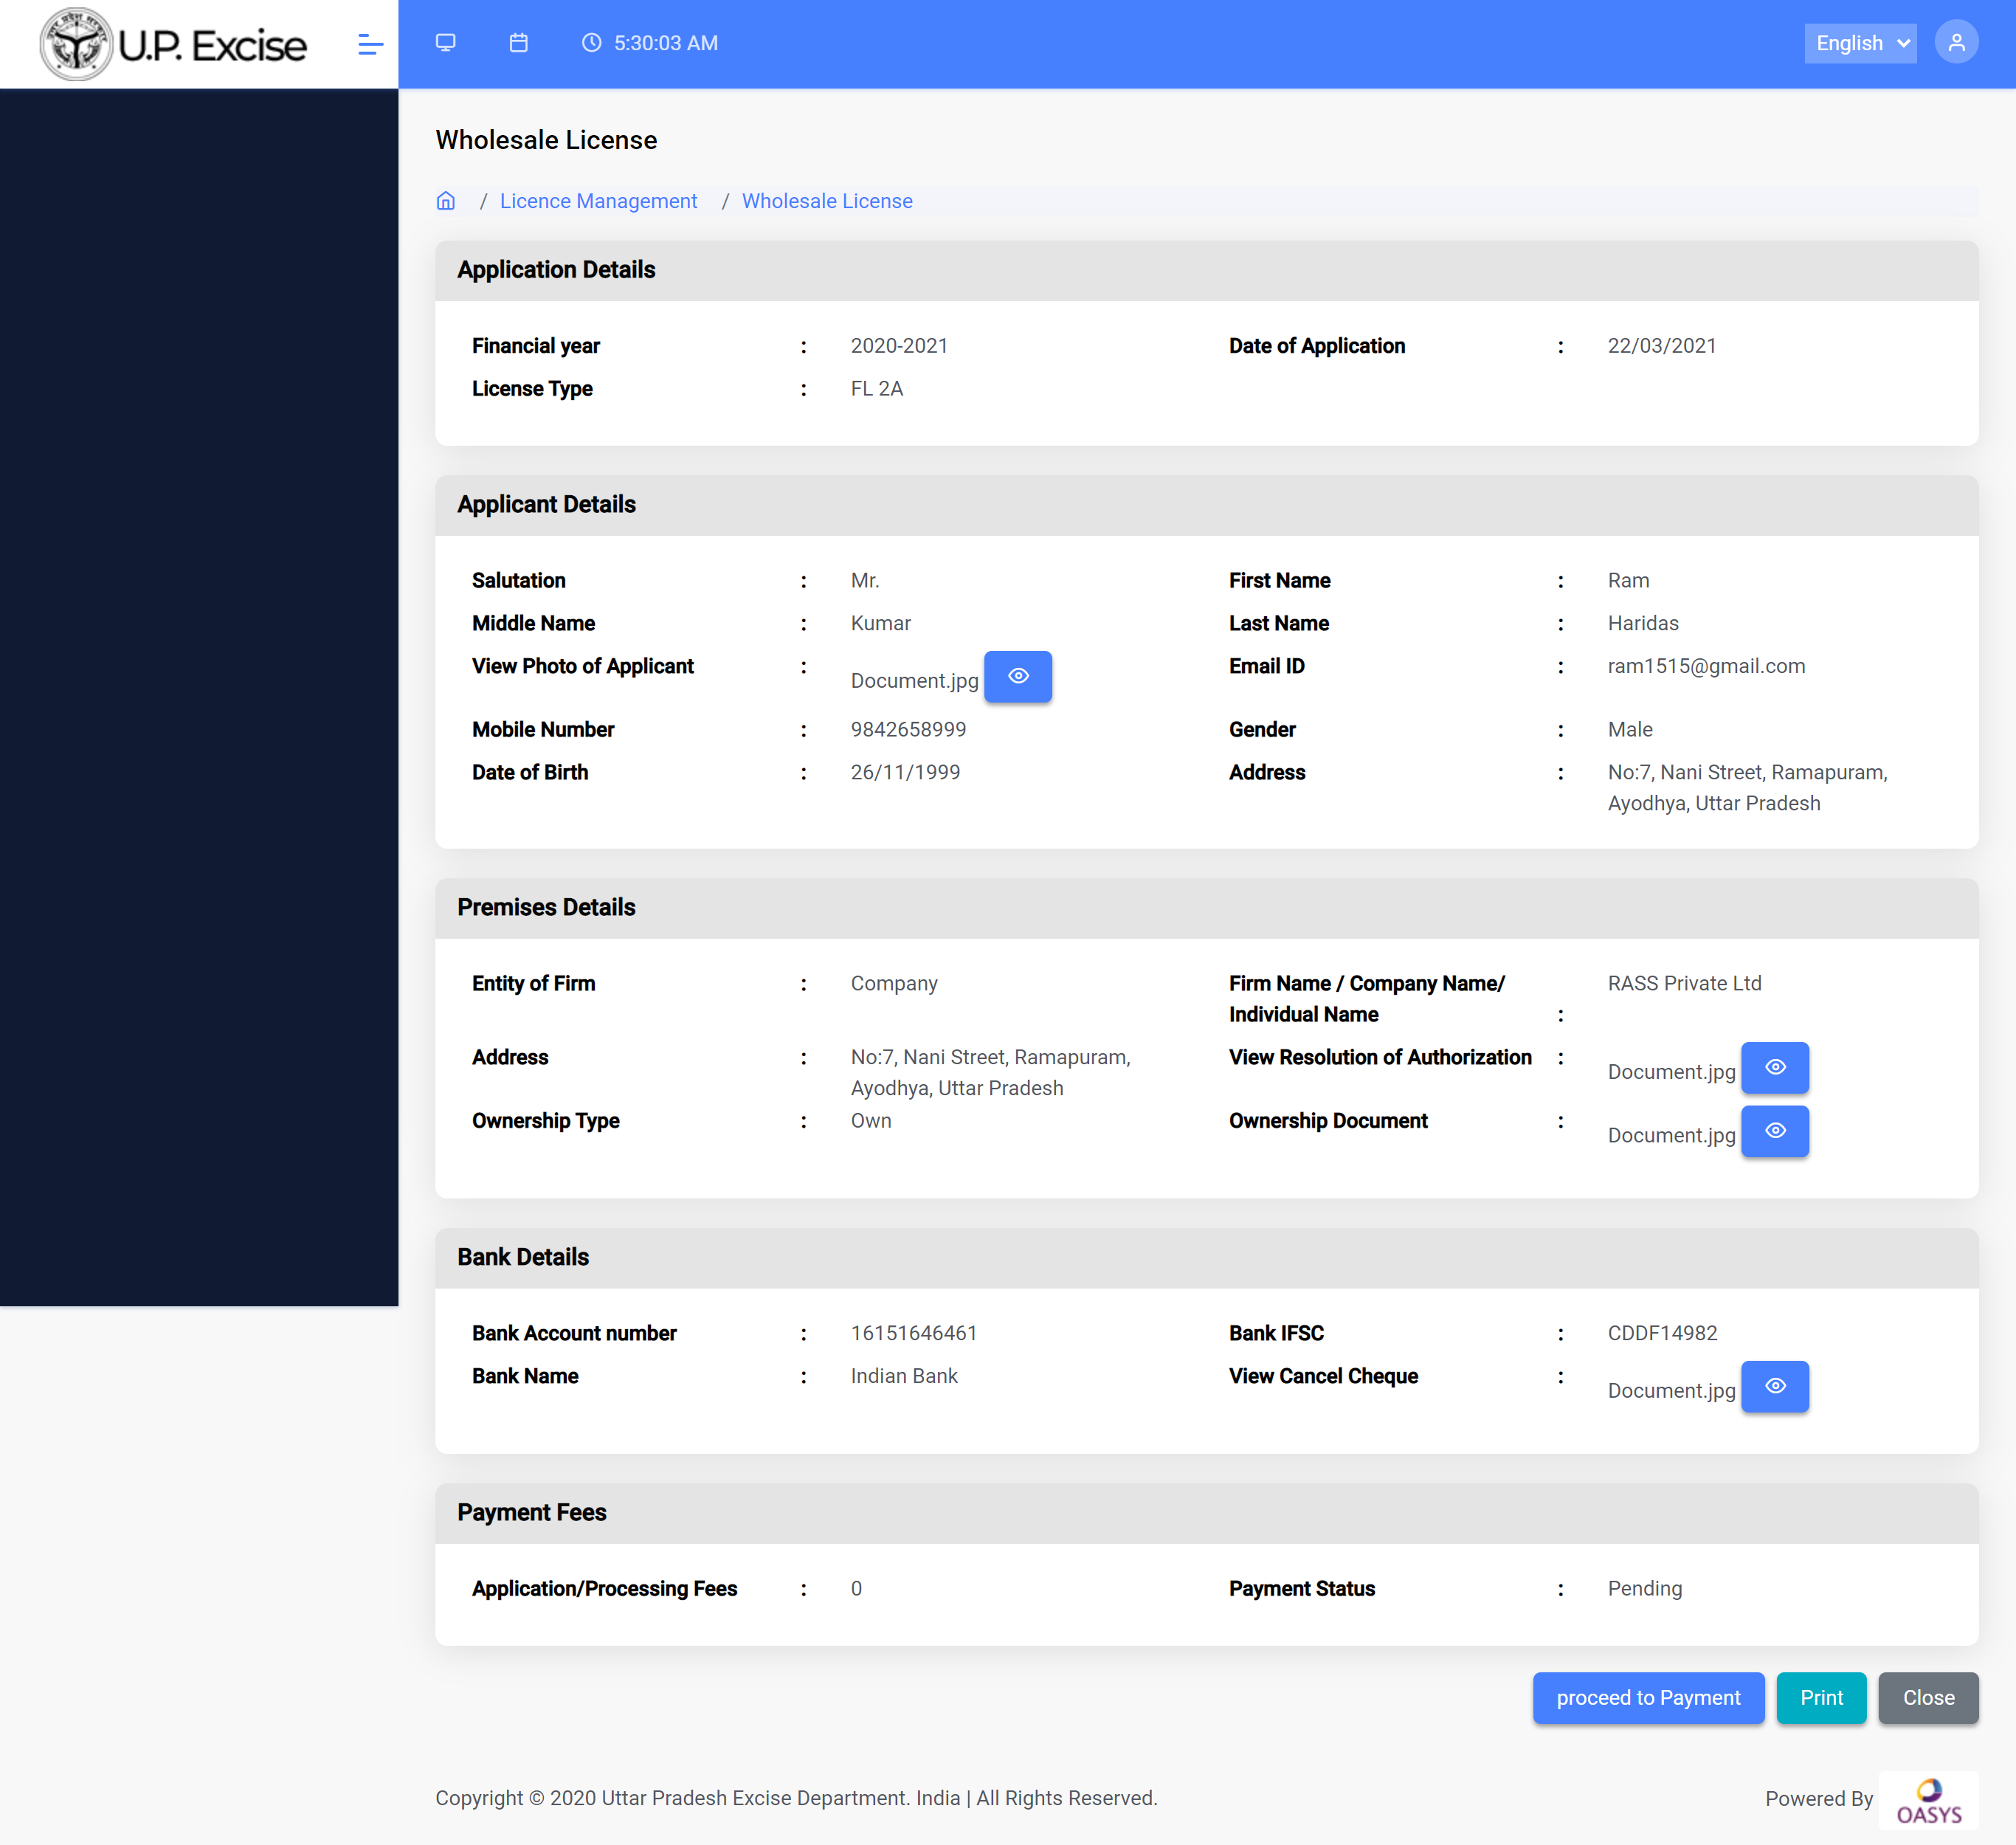 U.P. Excise
5:30:03 AM
English
Wholesale License
/ Licence Management / Wholesale License
Application Details
Financial year : 2020-2021 Date of Application : 22/03/2021
License Type : FL 2A
Applicant Details
Salutation : Mr. First Name : Ram
Middle Name : Kumar Last Name : Haridas
View Photo of Applicant : Document.jpg Email ID : ram1515@gmail.com
Mobile Number : 9842658999 Gender : Male
Date of Birth : 26/11/1999 Address : No:7, Nani Street, Ramapuram,
Ayodhya, Uttar Pradesh
Premises Details
Entity of Firm : Company Firm Name / Company Name/ RASS Private Ltd
Individual Name :
Address : No:7, Nani Street, Ramapuram, View Resolution of Authorization : Document.jpg
Ayodhya, Uttar Pradesh
Ownership Type : Own Ownership Document : Document.jpg
Bank Details
Bank Account number : 16151646461 Bank IFSC : CDDF14982
Bank Name : Indian Bank View Cancel Cheque : Document.jpg
Payment Fees
Application/Processing Fees : 0 Payment Status : Pending
proceed to Payment Print Close
Copyright © 2020 Uttar Pradesh Excise Department. India | All Rights Reserved. Powered By OASYS